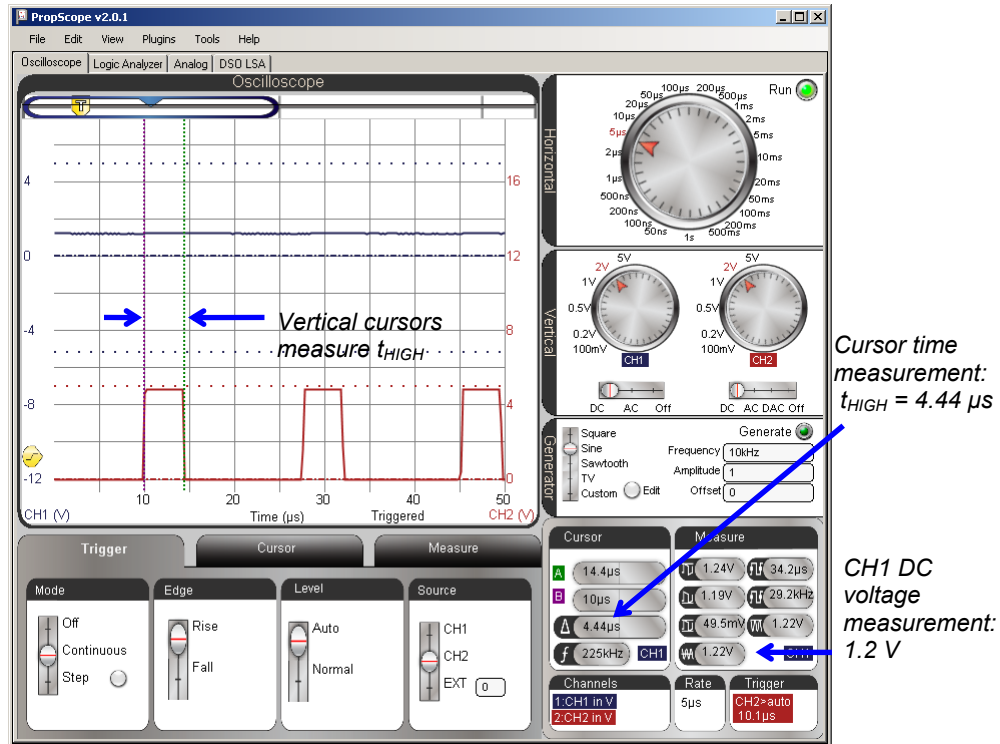 PropScope v2.0.1
File Edit View Plugins Tools Help
Oscilloscope Logic Analyzer Analog DSO LSA
Oscilloscope
T
4
0
-4
-8
-12
16
12
8
4
0
Vertical cursors
measure tHIGH
10 20 30 40 50
CH1 (V) Time (µs) Triggered CH2 (V)
Horizontal
Run
50ns 100ns 200ns 500ns 1µs 2µs 5µs 10µs 20µs 50µs 100µs 200µs 500µs 1ms 2ms 5ms 10ms 20ms 50ms 100ms 200ms 500ms 1s
Vertical
5V
2V
1V
0.5V
0.2V
100mV
CH1
DC AC Off
5V
2V
1V
0.5V
0.2V
100mV
CH2
DC AC DAC Off
Generator
Square
Sine
Sawtooth
TV
Custom Edit
Generate
Frequency 10kHz
Amplitude 1
Offset 0
Cursor time
measurement:
tHIGH = 4.44 µs
Trigger Cursor Measure
Mode
Off
Continuous
Step
Edge
Rise
Fall
Level
Auto
Normal
Source
CH1
CH2
EXT 0
Cursor
A 14.4µs
B 10µs
Δ 4.44µs
f 225kHz CH1
Measure
1.24V 34.2µs
1.19V 29.2kHz
49.5mV 1.22V
1.22V CH1
CH1 DC
voltage
measurement:
1.2 V
Channels
1:CH1 in V
2:CH2 in V
Rate
5µs
Trigger
CH2>auto
10.1µs